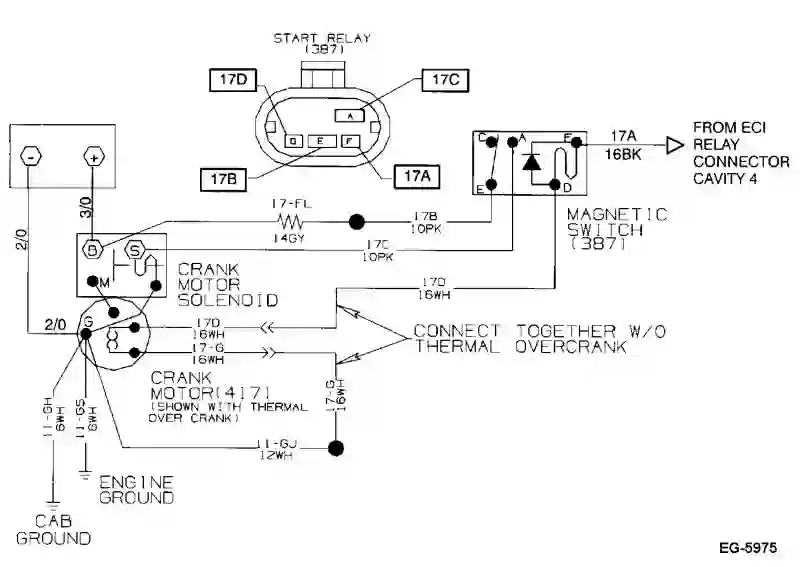 START RELAY
(387)
17D
17C
A
D E F
17B
17A
C A F
E D
17A
16BK
FROM ECI
RELAY
CONNECTOR
CAVITY 4
MAGNETIC
SWITCH
(387)
- +
2/0
3/0
17-FL
14GY
17B
10PK
17C
10PK
B S
M
CRANK
MOTOR
SOLENOID
17D
16WH
G
2/0
17D
16WH
17-G
16WH
CONNECT TOGETHER W/O
THERMAL OVERCRANK
CRANK
MOTOR(417)
(SHOWN WITH THERMAL
OVER CRANK)
17-G
16WH
11-GH
6WH
11-GS
6WH
11-GJ
12WH
ENGINE
GROUND
CAB
GROUND
EG-5975